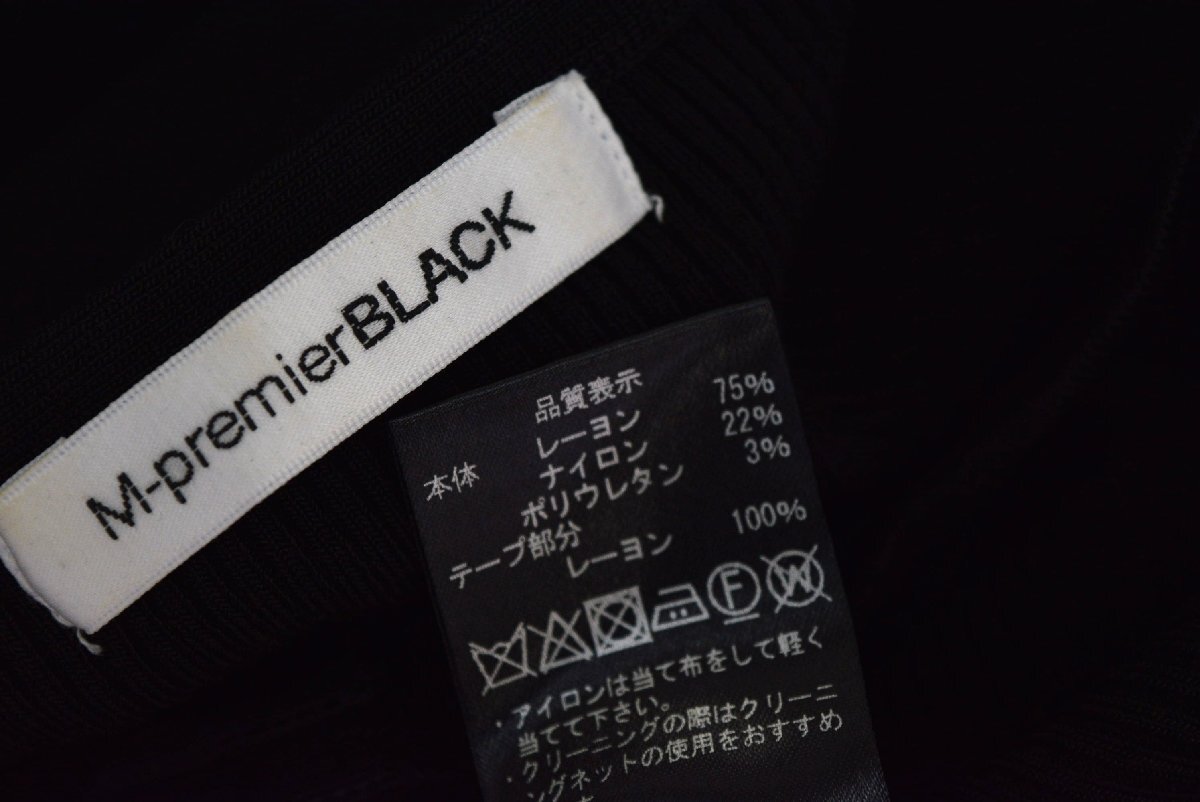 M-premierBLACK
品質表示
本体 レーヨン 75%
ナイロン 22%
ポリウレタン 3%
テープ部分
レーヨン 100%
F W
・アイロンは当て布をして軽く
当てて下さい。
・クリーニングの際はクリーニ
ングネットの使用をおすすめ